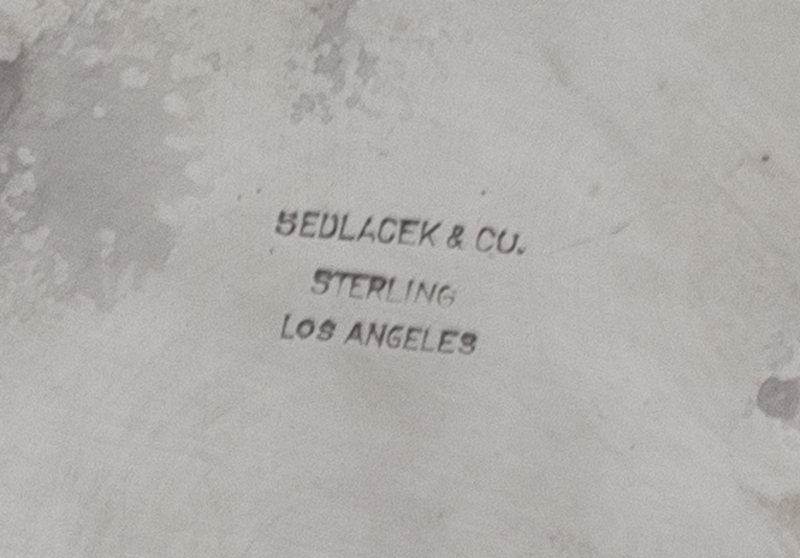 SEDLACEK & CO.
STERLING
LOS ANGELES